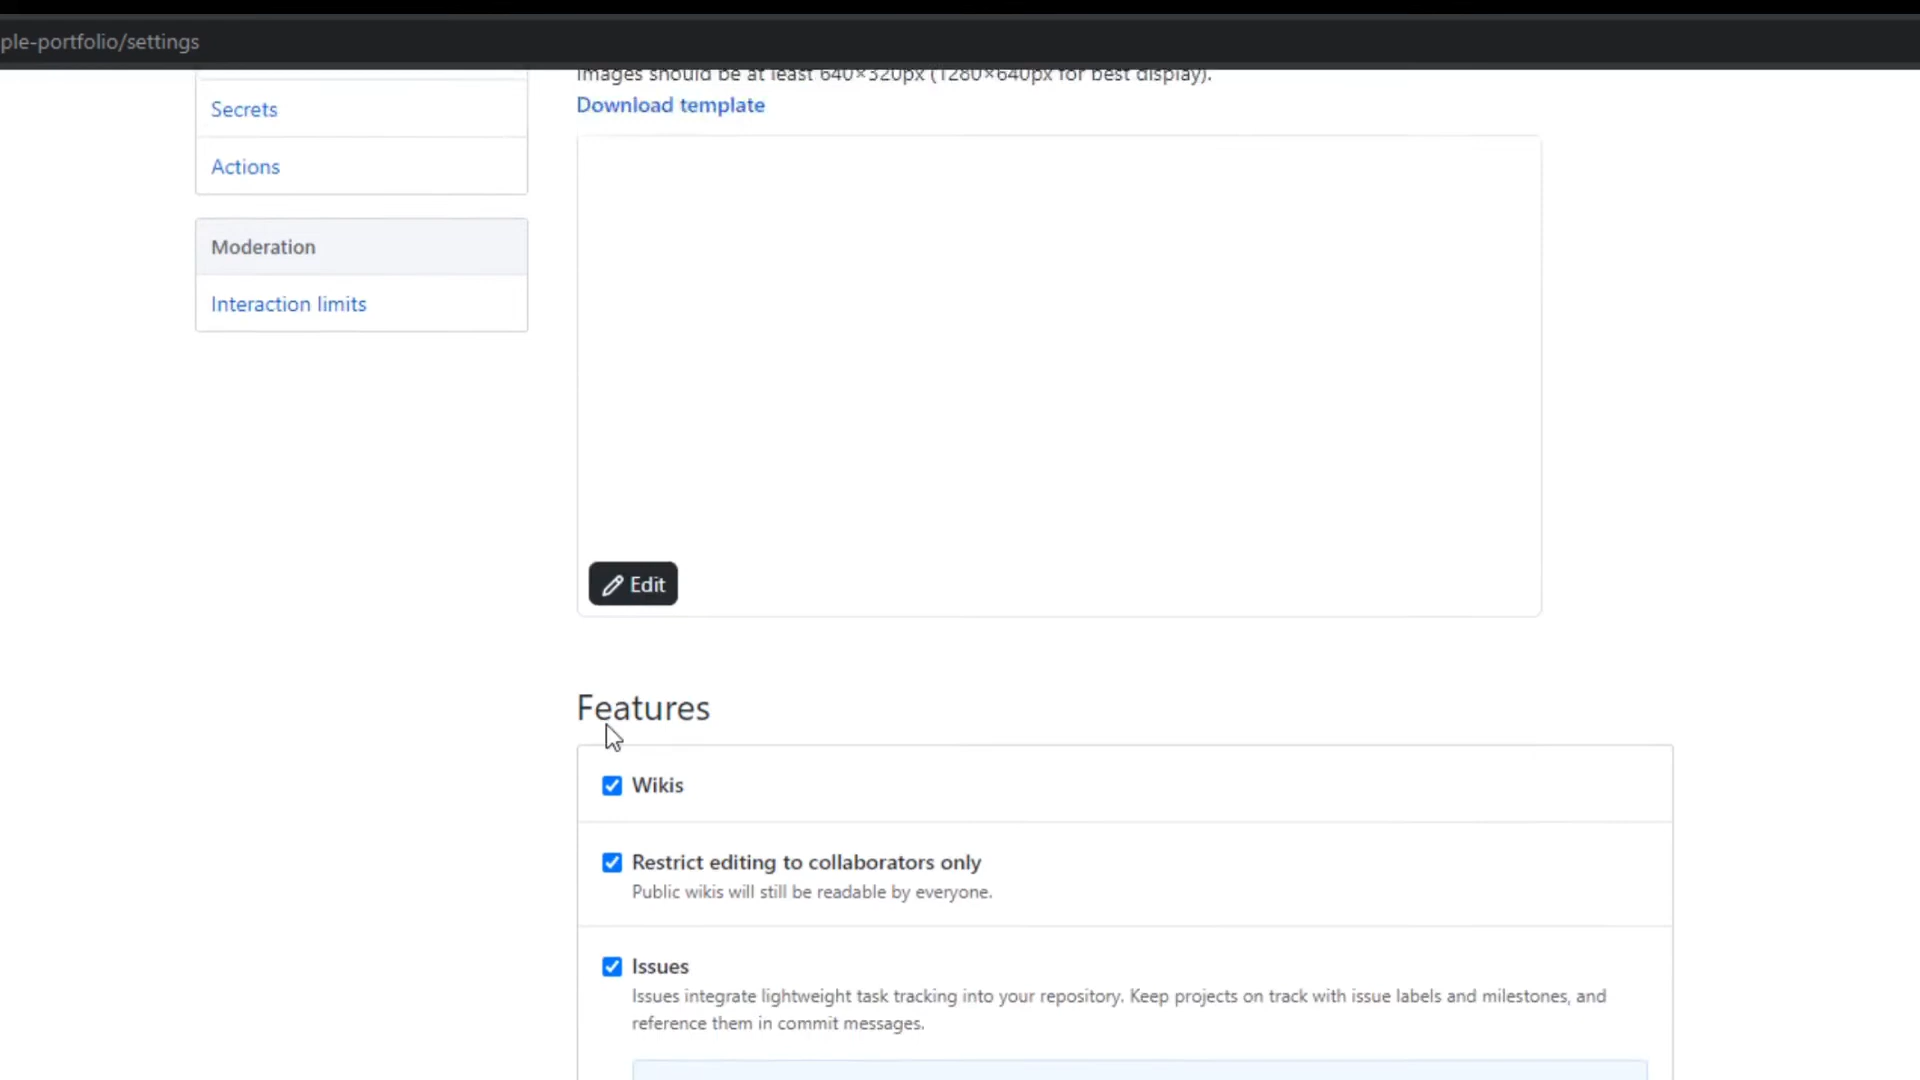 ple-portfolio/settings
Images should be at least 640×320px (1280×640px for best display).
Download template
Secrets
Actions
Moderation
Interaction limits
Edit
Features
Wikis
Restrict editing to collaborators only
Public wikis will still be readable by everyone.
Issues
Issues integrate lightweight task tracking into your repository. Keep projects on track with issue labels and milestones, and
reference them in commit messages.